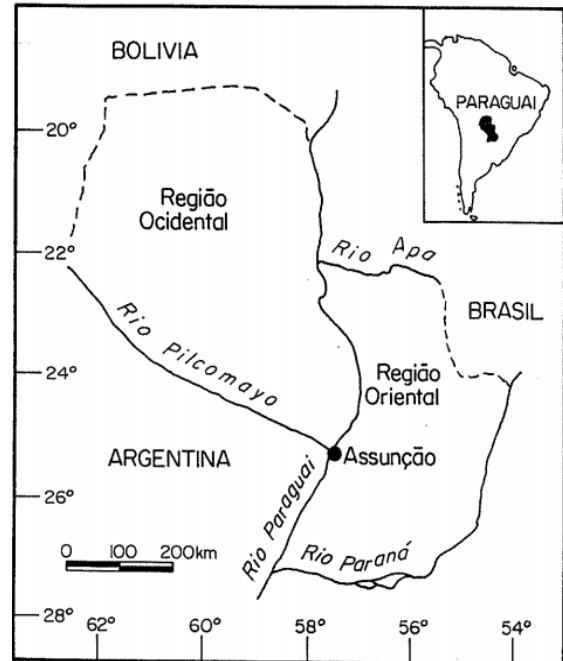 BOLIVIA
PARAGUAI
20°
Região
Ocidental
22°
Rio Apa
BRASIL
Rio Pilcomayo
24°
Região
Oriental
ARGENTINA
Assunção
26°
Rio Paraguai
0 100 200km
Rio Paraná
28°
62° 60° 58° 56° 54°